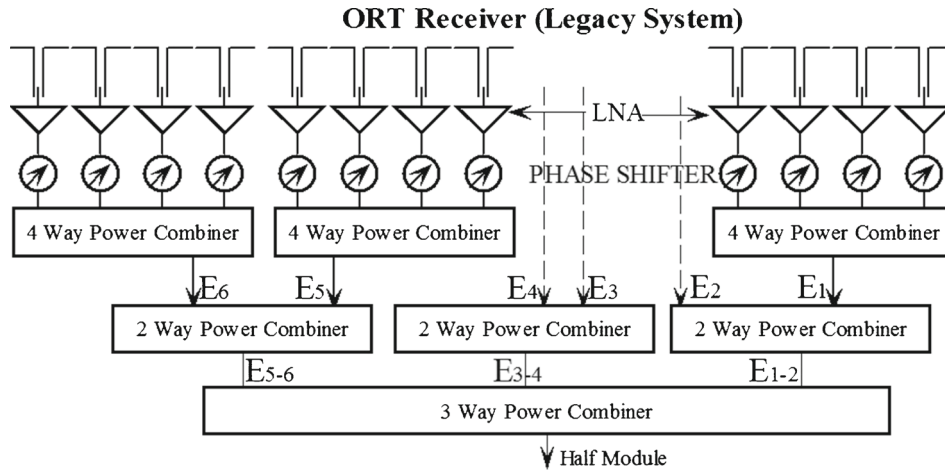 ORT Receiver (Legacy System)
LNA
PHASE SHIFTER
4 Way Power Combiner
4 Way Power Combiner
4 Way Power Combiner
E6
E5
E4
E3
E2
E1
2 Way Power Combiner
2 Way Power Combiner
2 Way Power Combiner
E5-6
E3-4
E1-2
3 Way Power Combiner
Half Module